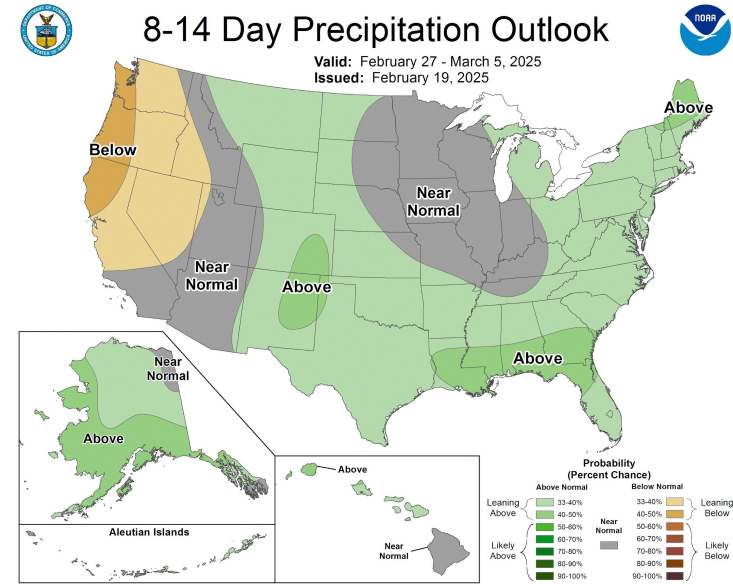 8-14 Day Precipitation Outlook
Valid: February 27 - March 5, 2025
Issued: February 19, 2025
NOAA
Above
Below
Near
Normal
Near
Normal
Above
Above
Near
Normal
Above
Aleutian Islands
Above
Near
Normal
Probability
(Percent Chance)
Above Normal
Below Normal
Leaning
Above
33-40%
40-50%
Likely
Above
50-60%
60-70%
70-80%
80-90%
90-100%
Near
Normal
33-40%
40-50%
Leaning
Below
50-60%
60-70%
70-80%
80-90%
90-100%
Likely
Below